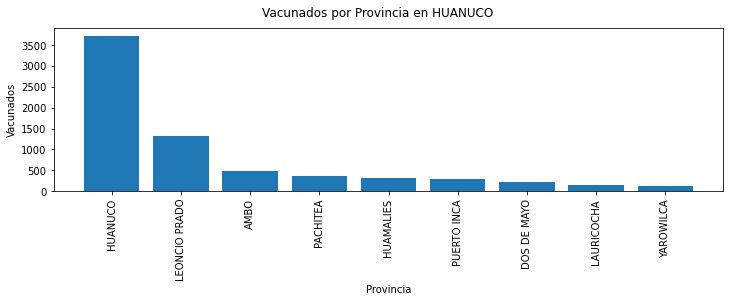 Vacunados por Provincia en HUANUCO
Vacunados
3500
3000
2500
2000
1500
1000
500
0
HUANUCO
LEONCIO PRADO
AMBO
PACHITEA
HUAMALIES
PUERTO INCA
DOS DE MAYO
LAURICOCHA
YAROWILCA
Provincia